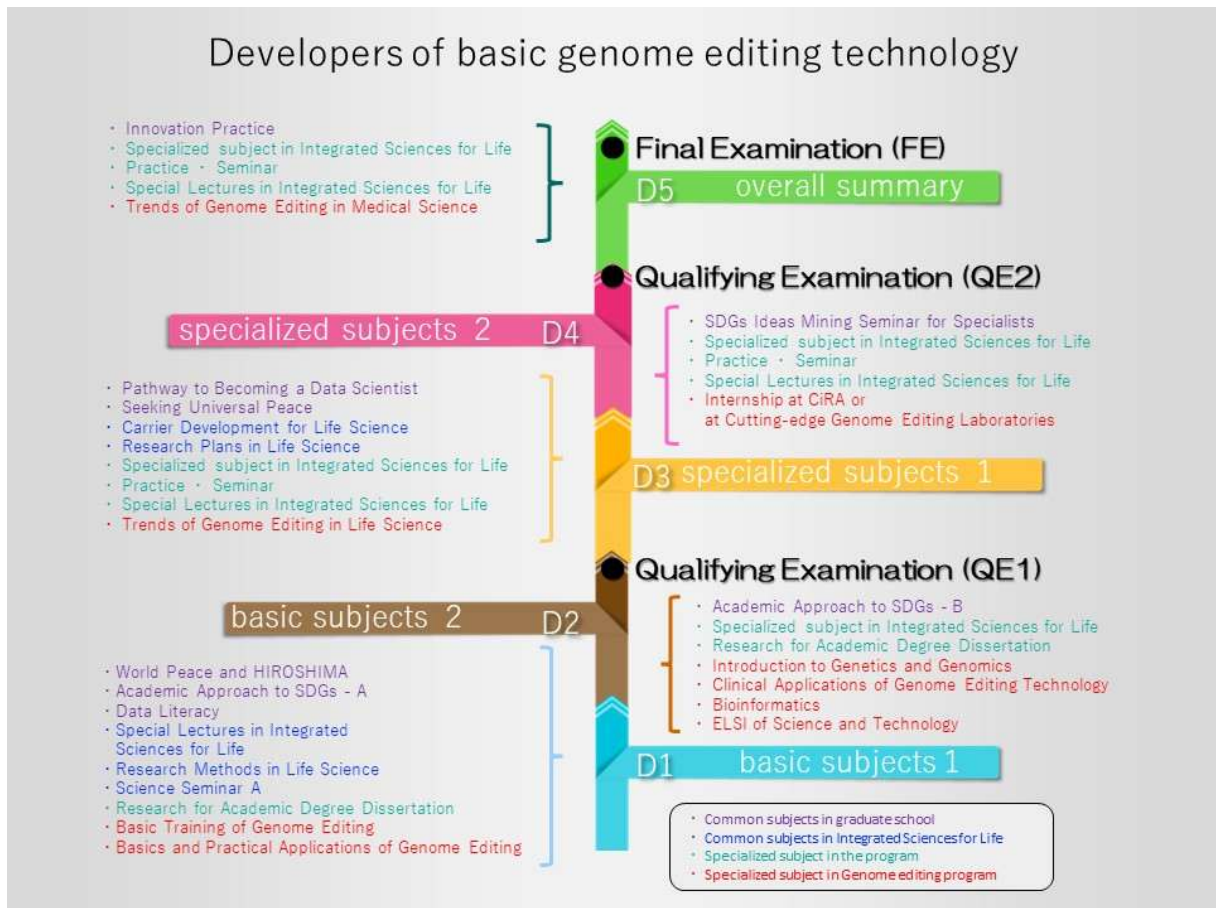 Developers of basic genome editing technology
・ Innovation Practice
・ Specialized subject in Integrated Sciences for Life
・ Practice ・ Seminar
・ Special Lectures in Integrated Sciences for Life
・ Trends of Genome Editing in Medical Science
Final Examination (FE)
D5 overall summary
Qualifying Examination (QE2)
specialized subjects 2 D4
・ SDGs Ideas Mining Seminar for Specialists
・ Specialized subject in Integrated Sciences for Life
・ Practice ・ Seminar
・ Special Lectures in Integrated Sciences for Life
・ Internship at CiRA or
at Cutting-edge Genome Editing Laboratories
・ Pathway to Becoming a Data Scientist
・ Seeking Universal Peace
・ Carrier Development for Life Science
・ Research Plans in Life Science
・ Specialized subject in Integrated Sciences for Life
・ Practice ・ Seminar
・ Special Lectures in Integrated Sciences for Life
・ Trends of Genome Editing in Life Science
D3 specialized subjects 1
Qualifying Examination (QE1)
basic subjects 2 D2
・ Academic Approach to SDGs - B
・ Specialized subject in Integrated Sciences for Life
・ Research for Academic Degree Dissertation
・ Introduction to Genetics and Genomics
・ Clinical Applications of Genome Editing Technology
・ Bioinformatics
・ ELSI of Science and Technology
・ World Peace and HIROSHIMA
・ Academic Approach to SDGs - A
・ Data Literacy
・ Special Lectures in Integrated
Sciences for Life
・ Research Methods in Life Science
・ Science Seminar A
・ Research for Academic Degree Dissertation
・ Basic Training of Genome Editing
・ Basics and Practical Applications of Genome Editing
D1 basic subjects 1
・ Common subjects in graduate school
・ Common subjects in Integrated Sciences for Life
・ Specialized subject in the program
・ Specialized subject in Genome editing program